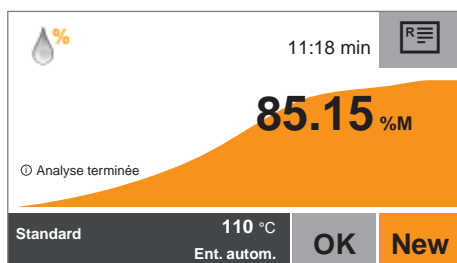 %
11:18 min
R
85.15 %M
ⓘ Analyse terminée
Standard
110 °C
Ent. autom.
OK
New